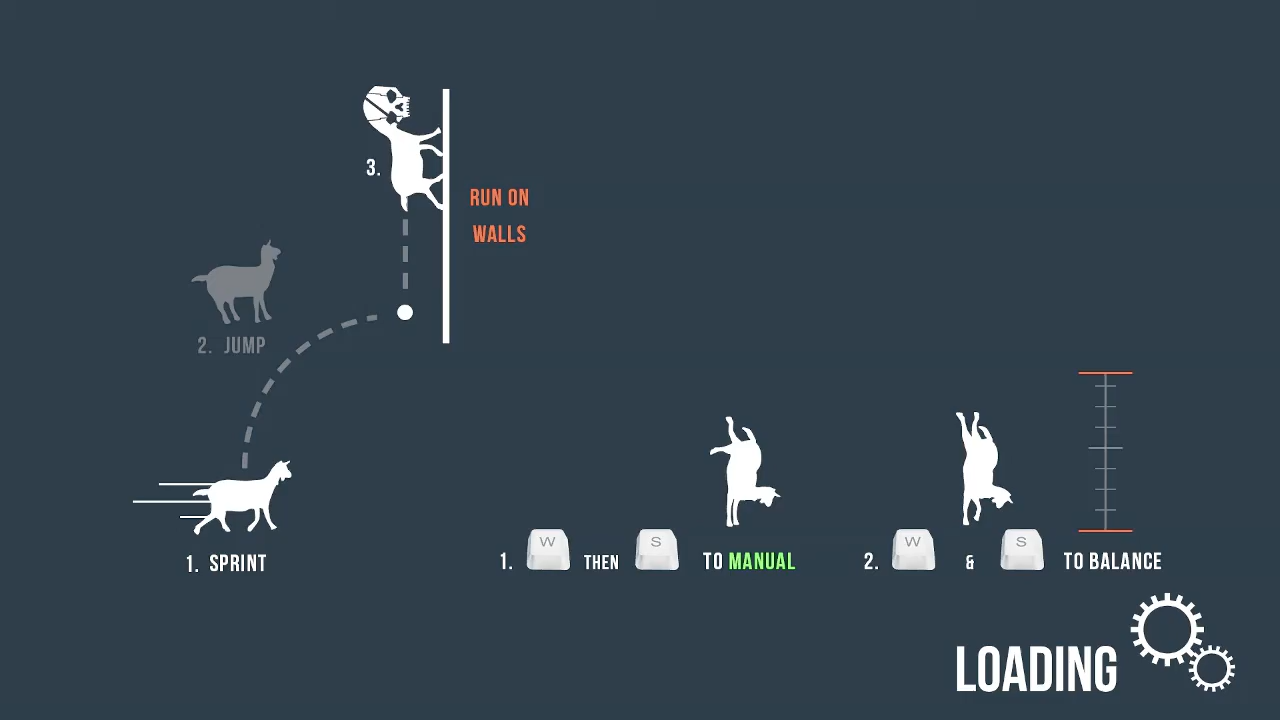 3.
RUN ON
WALLS
2. JUMP
1. SPRINT
1. W THEN S TO MANUAL
2. W & S TO BALANCE
LOADING